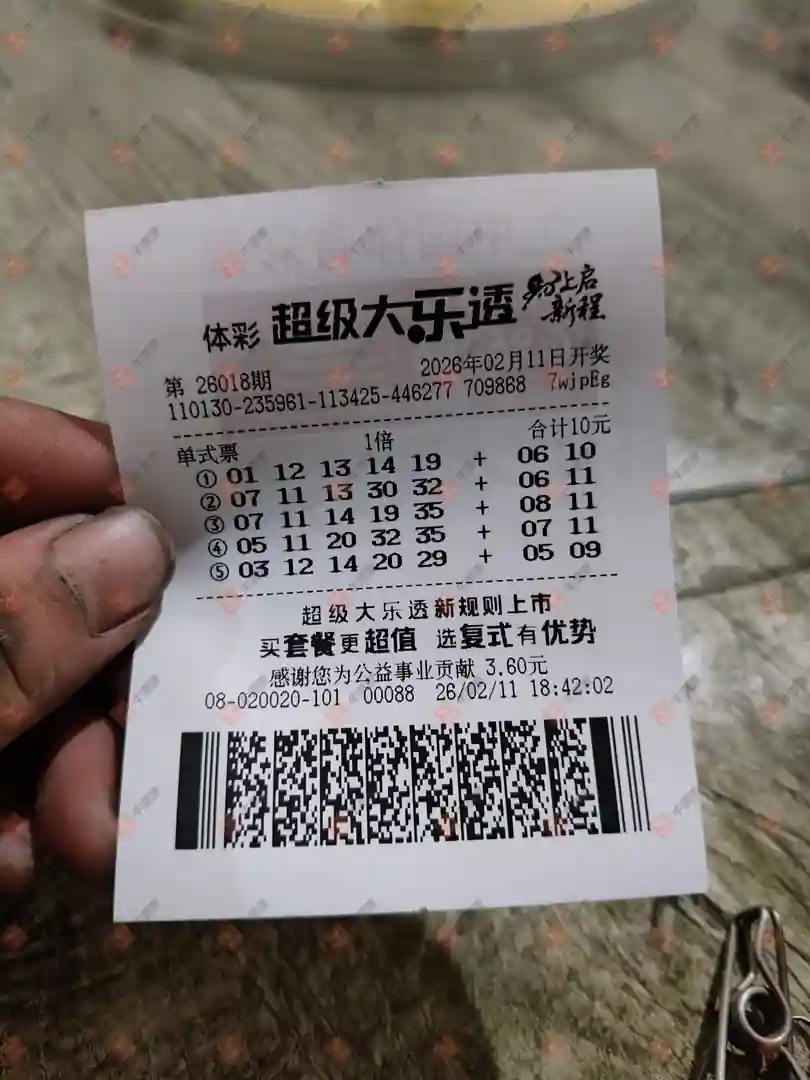 体彩 超级大乐透 马上启新程
第 26018期 2026年02月11日开奖
110130-235961-113425-446277 709868 7wjpEg
单式票 1倍 合计10元
① 01 12 13 14 19 + 06 10
② 07 11 13 30 32 + 06 11
③ 07 11 14 19 35 + 08 11
④ 05 11 20 32 35 + 07 11
⑤ 03 12 14 20 29 + 05 09
超级大乐透新规则上市
买套餐更超值 选复式有优势
感谢您为公益事业贡献 3.60元
08-020020-101 00088 26/02/11 18:42:02